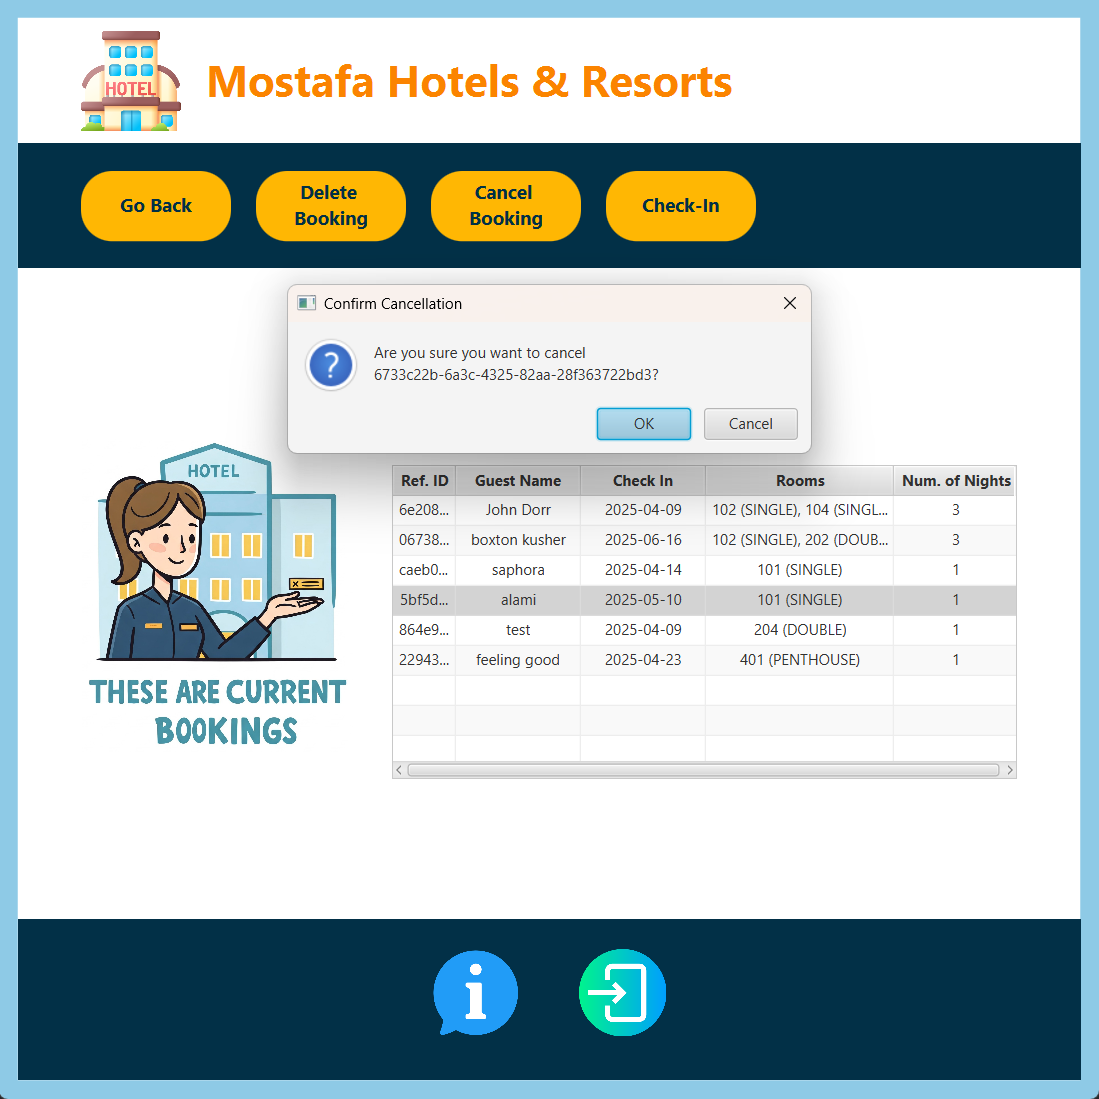 HOTEL
Mostafa Hotels & Resorts
Go Back
Delete
Booking
Cancel
Booking
Check-In
Confirm Cancellation
?
Are you sure you want to cancel
6733c22b-6a3c-4325-82aa-28f363722bd3?
OK
Cancel
HOTEL
THESE ARE CURRENT
BOOKINGS
Ref. ID Guest Name Check In Rooms Num. of Nights
6e208... John Dorr 2025-04-09 102 (SINGLE), 104 (SINGL... 3
06738... boxton kusher 2025-06-16 102 (SINGLE), 202 (DOUB... 3
caeb0... saphora 2025-04-14 101 (SINGLE) 1
5bf5d... alami 2025-05-10 101 (SINGLE) 1
864e9... test 2025-04-09 204 (DOUBLE) 1
22943... feeling good 2025-04-23 401 (PENTHOUSE) 1
i